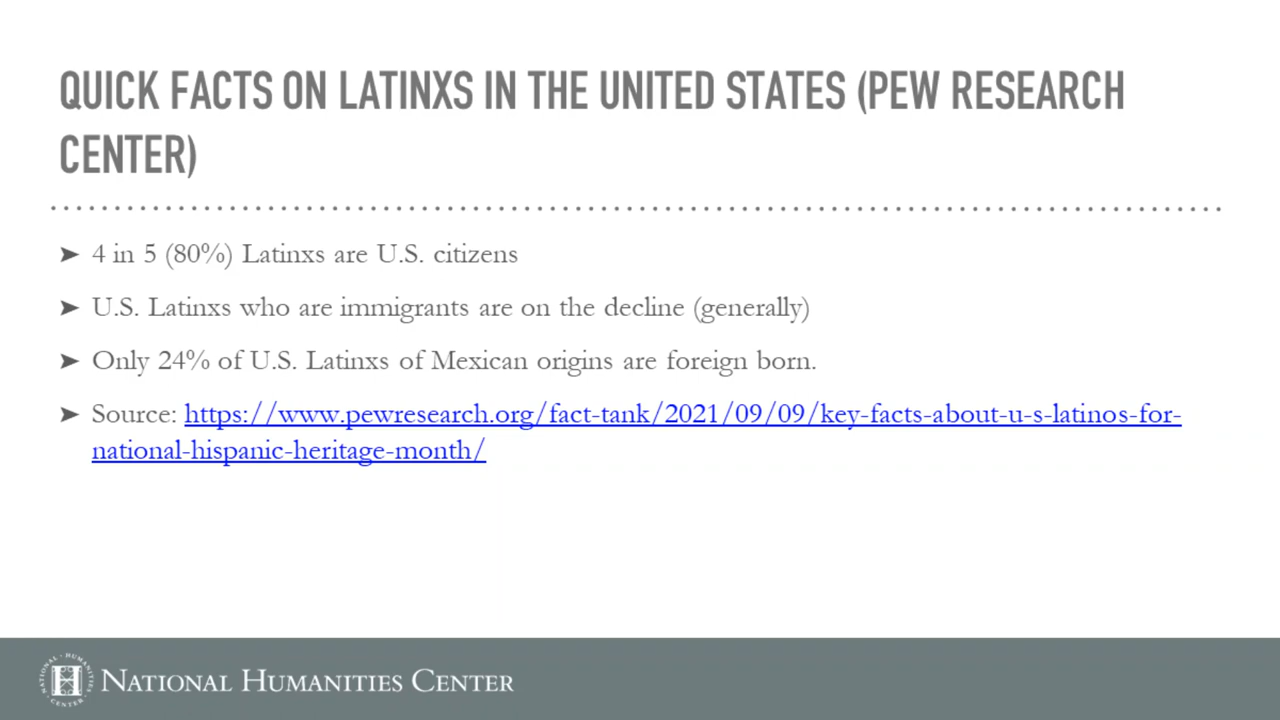 QUICK FACTS ON LATINXS IN THE UNITED STATES (PEW RESEARCH
CENTER)
➤ 4 in 5 (80%) Latinxs are U.S. citizens
➤ U.S. Latinxs who are immigrants are on the decline (generally)
➤ Only 24% of U.S. Latinxs of Mexican origins are foreign born.
➤ Source: https://www.pewresearch.org/fact-tank/2021/09/09/key-facts-about-u-s-latinos-for-
national-hispanic-heritage-month/
NATIONAL · HUMANITIES · CENTER
H
NATIONAL HUMANITIES CENTER